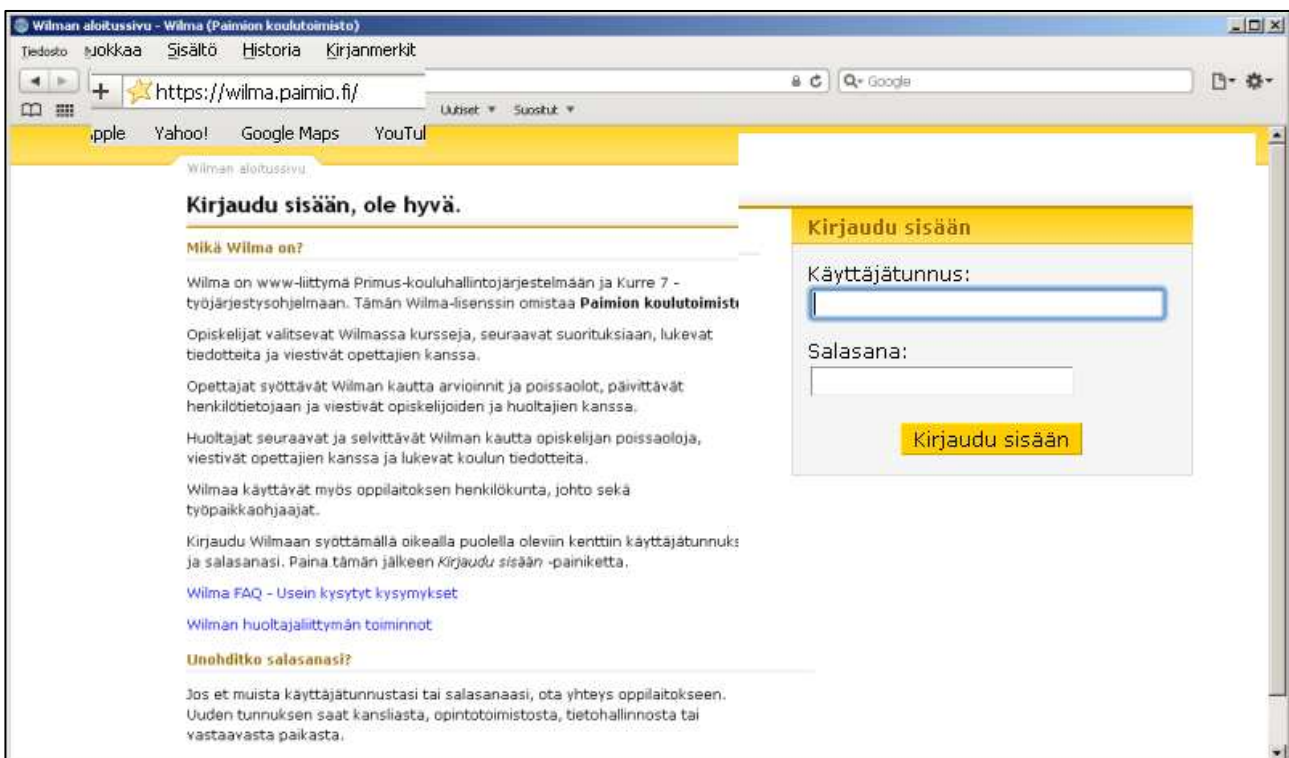 Wilman aloitussivu - Wilma (Paimion koulutoimisto)
Tiedosto uokkaa Sisältö Historia Kirjanmerkit
+ https://wilma.paimio.fi/
Google
Uutiset Suositut
pple Yahoo! Google Maps YouTul
Wilman aloitussivu
Kirjaudu sisään, ole hyvä.
Mikä Wilma on?
Wilma on www-liittymä Primus-kouluhallintojärjestelmään ja Kurre 7 -
työjärjestysohjelmaan. Tämän Wilma-lisenssin omistaa Paimion koulutoimisto
Opiskelijat valitsevat Wilmassa kursseja, seuraavat suorituksiaan, lukevat
tiedotteita ja viestivät opettajien kanssa.
Opettajat syöttävät Wilman kautta arvioinnit ja poissaolot, päivittävät
henkilötietojaan ja viestivät opiskelijoiden ja huoltajien kanssa.
Huoltajat seuraavat ja selvittävät Wilman kautta opiskelijan poissaoloja,
viestivät opettajien kanssa ja lukevat koulun tiedotteita.
Wilmaa käyttävät myös oppilaitoksen henkilökunta, johto sekä
työpaikkaohjaajat.
Kirjaudu Wilmaan syöttämällä oikealla puolella oleviin kenttiin käyttäjätunnuks
ja salasanasi. Paina tämän jälkeen Kirjaudu sisään -painiketta.
Wilma FAQ - Usein kysytyt kysymykset
Wilman huoltajaliittymän toiminnot
Unohditko salasanasi?
Jos et muista käyttäjätunnustasi tai salasanaasi, ota yhteys oppilaitokseen.
Uuden tunnuksen saat kansliasta, opintotoimistosta, tietohallinnosta tai
vastaavasta paikasta.
Kirjaudu sisään
Käyttäjätunnus:
Salasana:
Kirjaudu sisään